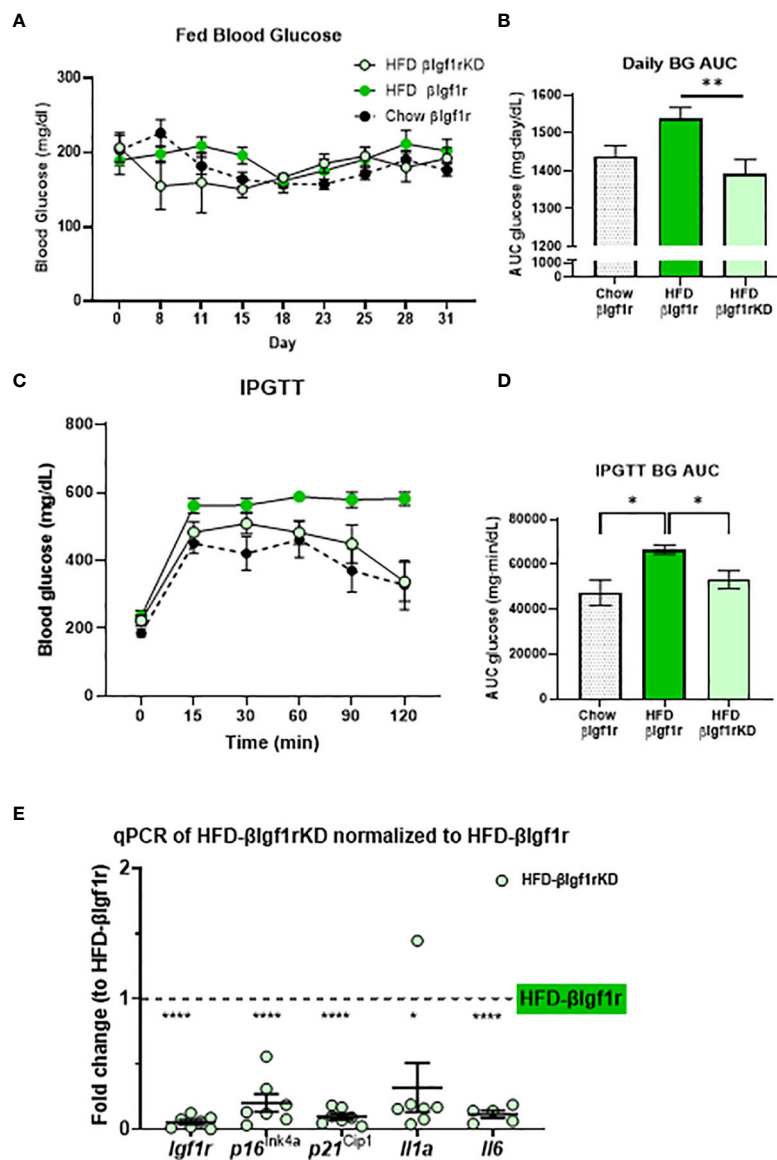 A
Fed Blood Glucose
Blood Glucose (mg/dl)
300
200
100
0
0 8 11 15 18 23 25 28 31
Day
HFD βIgf1rKD
HFD βIgf1r
Chow βIgf1r
B
Daily BG AUC
**
AUC glucose (mg·day/dL)
1600
1500
1400
1300
1200
1000
0
Chow βIgf1r
HFD βIgf1r
HFD βIgf1rKD
C
IPGTT
Blood glucose (mg/dL)
800
600
400
200
0
0 15 30 60 90 120
Time (min)
D
IPGTT BG AUC
* *
AUC glucose (mg·min/dL)
80000
60000
40000
20000
0
Chow βIgf1r
HFD βIgf1r
HFD βIgf1rKD
E
qPCR of HFD-βIgf1rKD normalized to HFD-βIgf1r
Fold change (to HFD-βIgf1r)
2
1
0
HFD-βIgf1rKD
HFD-βIgf1r
**** **** **** * ****
Igf1r p16Ink4a p21Cip1 Il1a Il6